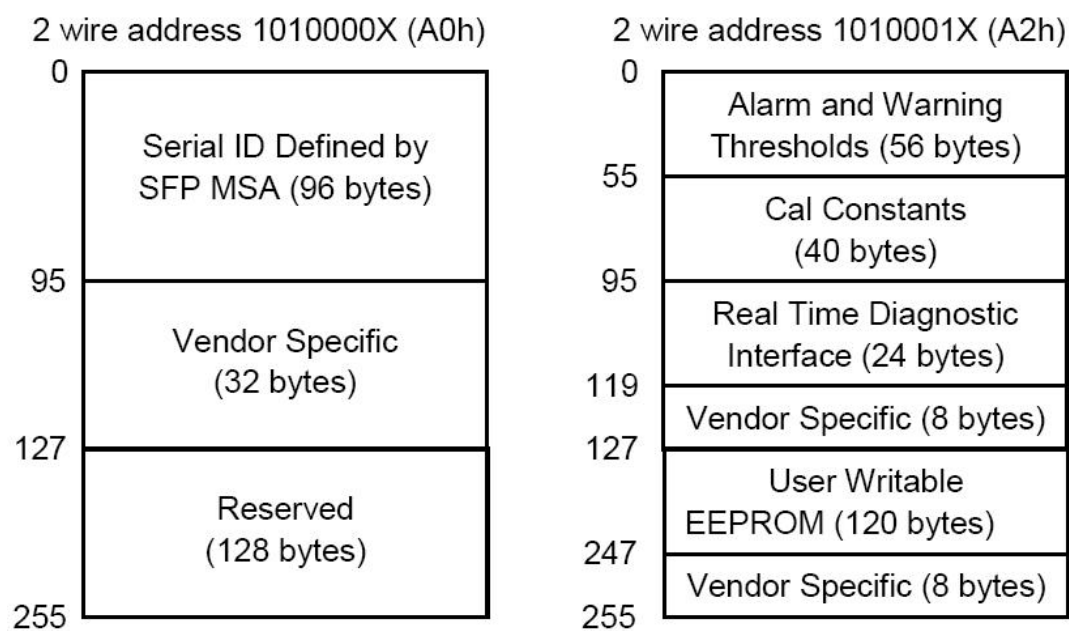 2 wire address 1010000X (A0h)
0
Serial ID Defined by
SFP MSA (96 bytes)
95
Vendor Specific
(32 bytes)
127
Reserved
(128 bytes)
255
2 wire address 1010001X (A2h)
0
Alarm and Warning
Thresholds (56 bytes)
55
Cal Constants
(40 bytes)
95
Real Time Diagnostic
Interface (24 bytes)
119
Vendor Specific (8 bytes)
127
User Writable
EEPROM (120 bytes)
247
Vendor Specific (8 bytes)
255